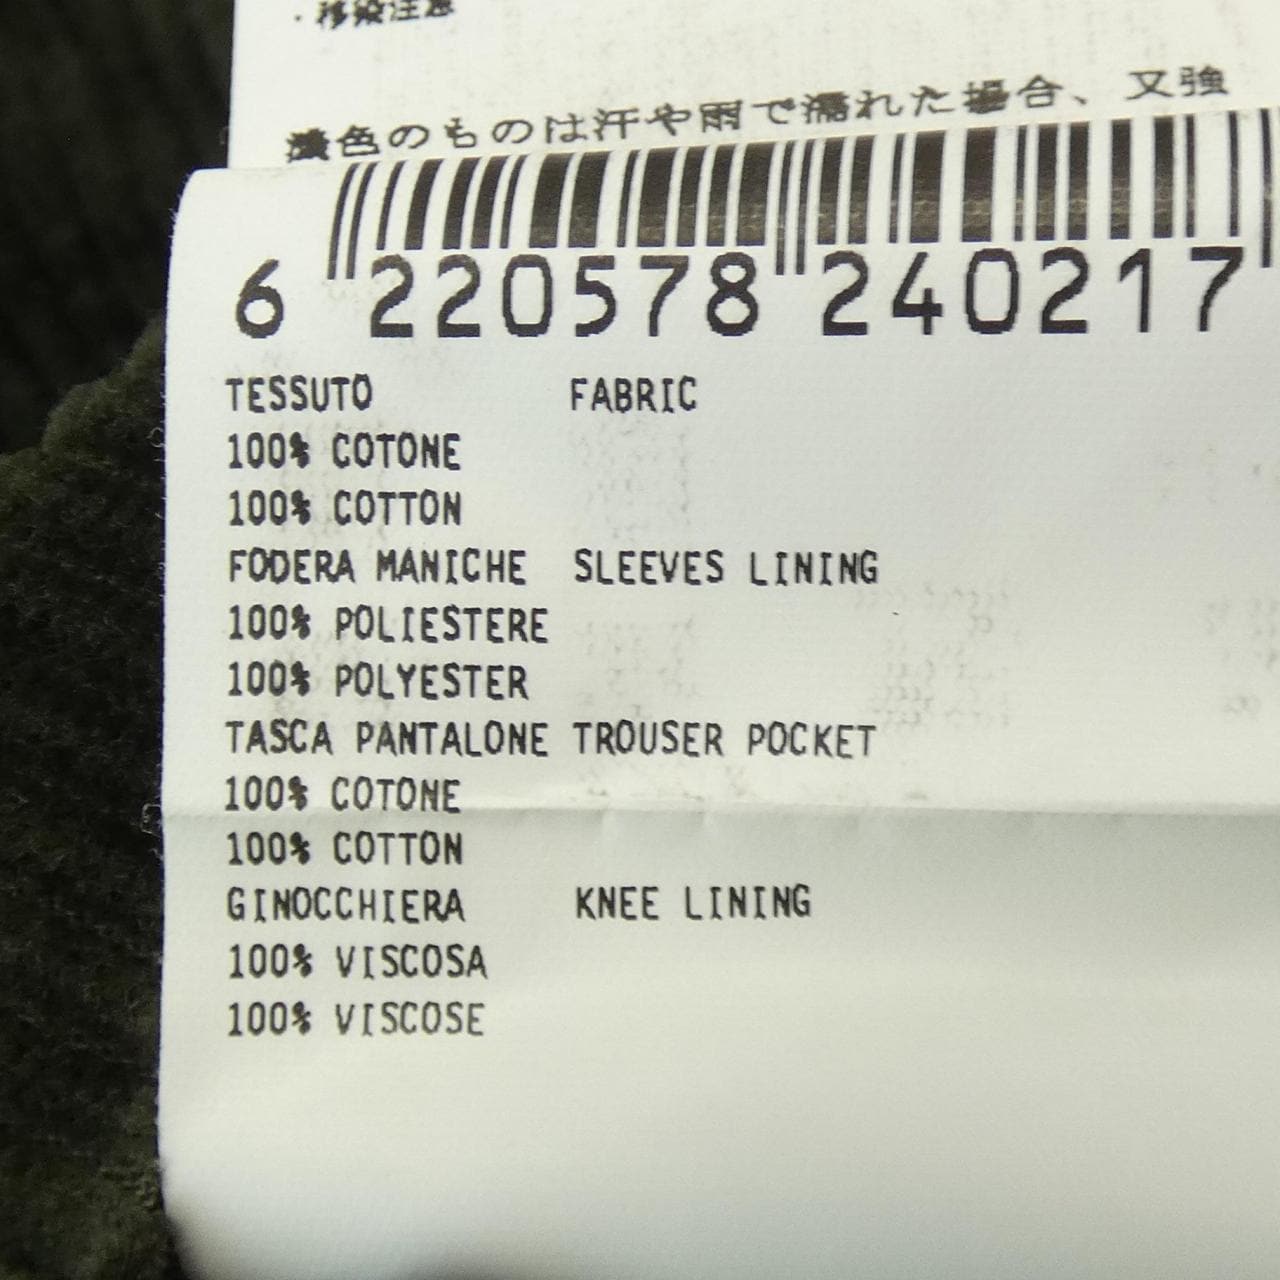 ・移染注意
濃色のものは汗や雨で濡れた場合、又強
6 220578 240217
TESSUTO FABRIC
100% COTONE
100% COTTON
FODERA MANICHE SLEEVES LINING
100% POLIESTERE
100% POLYESTER
TASCA PANTALONE TROUSER POCKET
100% COTONE
100% COTTON
GINOCCHIERA KNEE LINING
100% VISCOSA
100% VISCOSE